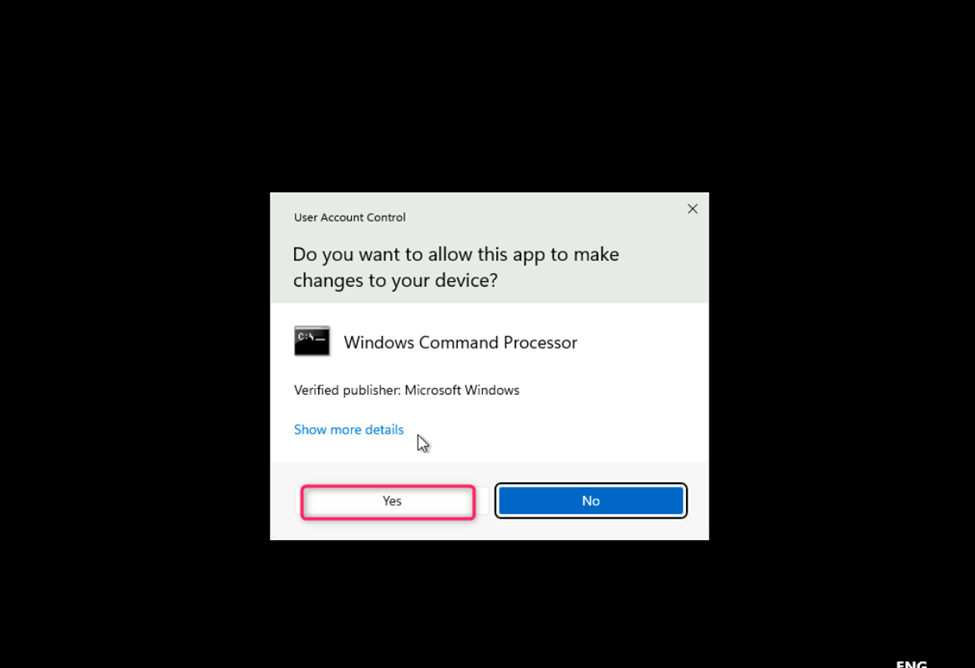 User Account Control
Do you want to allow this app to make
changes to your device?
C:\_
Windows Command Processor
Verified publisher: Microsoft Windows
Show more details
Yes
No
ENG